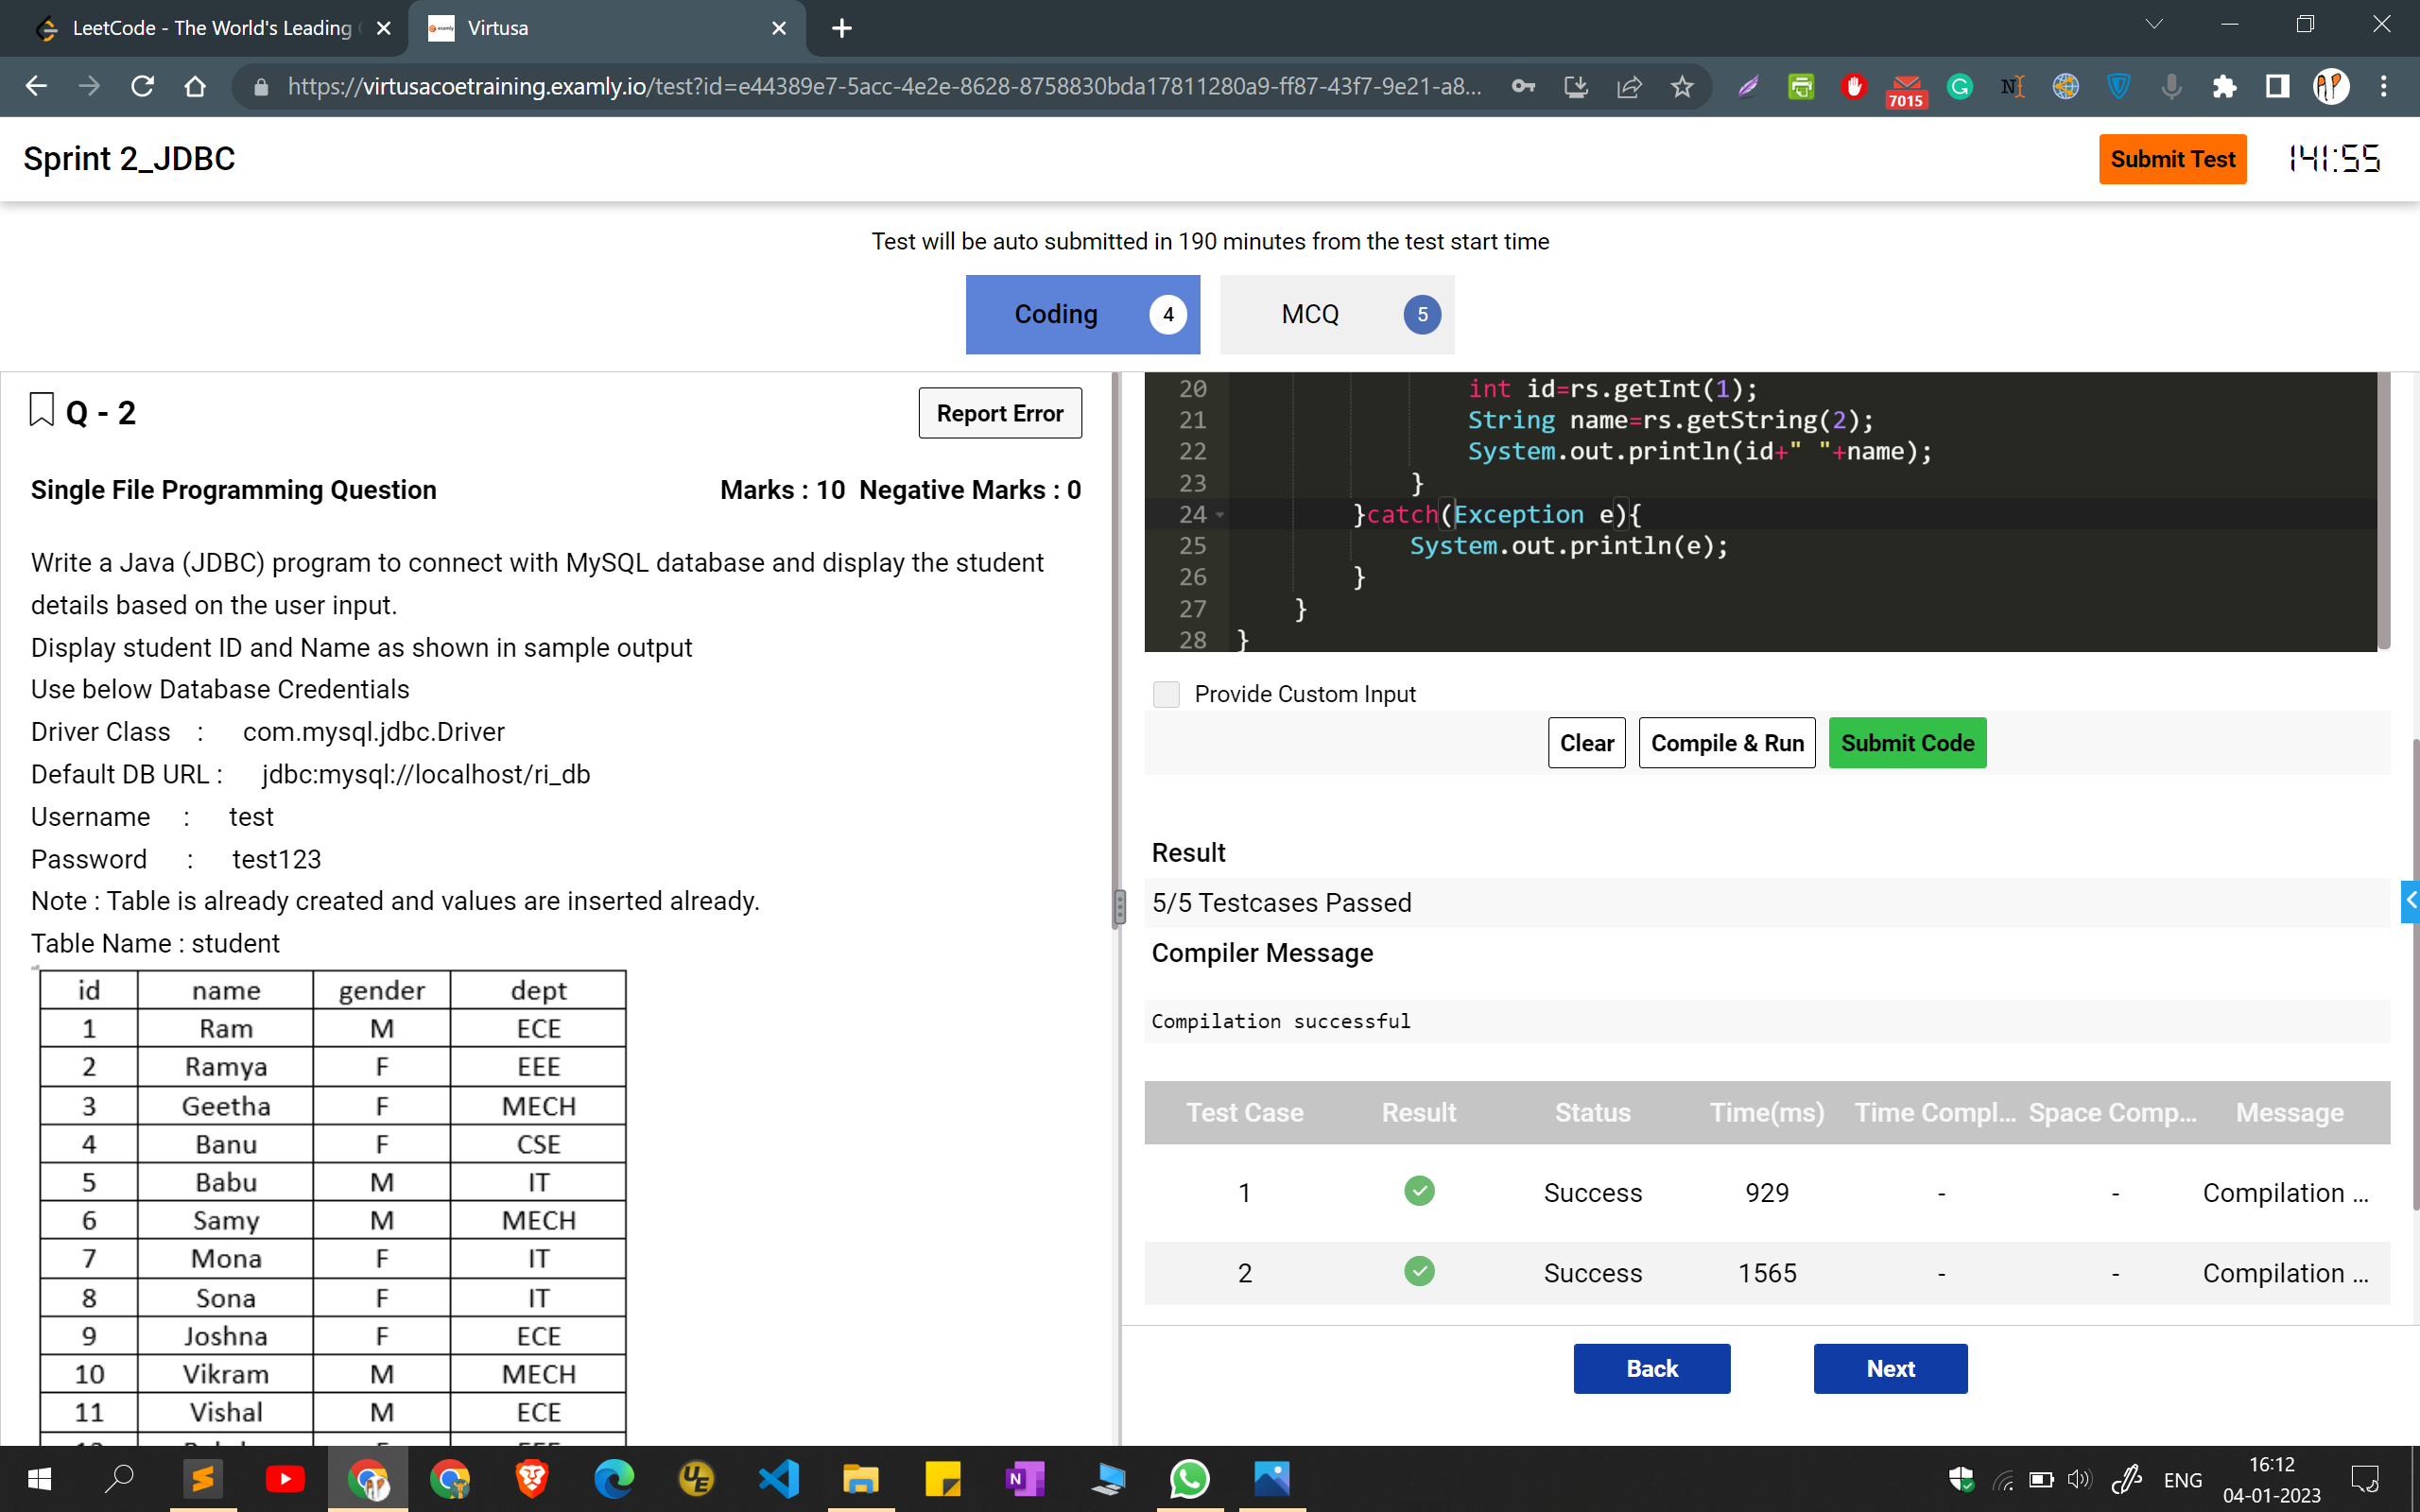 LeetCode - The World's Leading
Virtusa
https://virtusacoetraining.examly.io/test?id=e44389e7-5acc-4e2e-8628-8758830bda17811280a9-ff87-43f7-9e21-a8...
7015
Sprint 2_JDBC
Submit Test
141:55
Test will be auto submitted in 190 minutes from the test start time
Coding 4
MCQ 5
Q - 2
Report Error
Single File Programming Question
Marks : 10 Negative Marks : 0
Write a Java (JDBC) program to connect with MySQL database and display the student
details based on the user input.
Display student ID and Name as shown in sample output
Use below Database Credentials
Driver Class : com.mysql.jdbc.Driver
Default DB URL : jdbc:mysql://localhost/ri_db
Username : test
Password : test123
Note : Table is already created and values are inserted already.
Table Name : student
id name gender dept
1 Ram M ECE
2 Ramya F EEE
3 Geetha F MECH
4 Banu F CSE
5 Babu M IT
6 Samy M MECH
7 Mona F IT
8 Sona F IT
9 Joshna F ECE
10 Vikram M MECH
11 Vishal M ECE
20 int id=rs.getInt(1);
21 String name=rs.getString(2);
22 System.out.println(id+" "+name);
23 }
24 }catch(Exception e){
25 System.out.println(e);
26 }
27 }
28 }
Provide Custom Input
Clear
Compile & Run
Submit Code
Result
5/5 Testcases Passed
Compiler Message
Compilation successful
Test Case Result Status Time(ms) Time Compl... Space Comp... Message
1 Success 929 - - Compilation ...
2 Success 1565 - - Compilation ...
Back
Next
ENG
16:12
04-01-2023